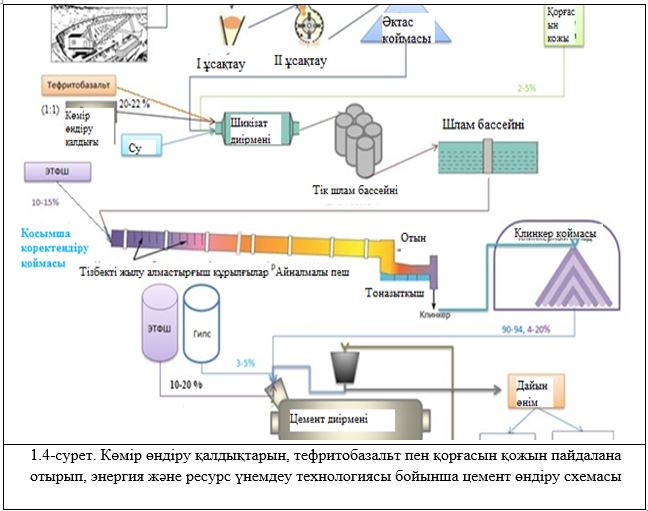 І ұсақтау
ІІ ұсақтау
Әктас
қоймасы
Қорғас
ын
қожы
Тефритобазальт
(1:1)
20-22 %
Көмір
өндіру
қалдығы
Су
Шикізат
диірмені
2-5%
Тік шлам бассейні
Шлам бассейні
ЭТФШ
10-15%
Қосымша
коректендіру
қоймасы
Тізбекті жылу алмастырғыш құрылғылар
Айналмалы пеш
Отын
Тоназытқыш
Клинкер
Клинкер қоймасы
90-94, 4-20%
ЭТФШ
Гипс
3-5%
10-20 %
Цемент диірмені
Дайын
өнім
1.4-сурет. Көмір өндіру қалдықтарын, тефритобазальт пен қорғасын қожын пайдалана
отырып, энергия және ресурс үнемдеу технологиясы бойынша цемент өндіру схемасы